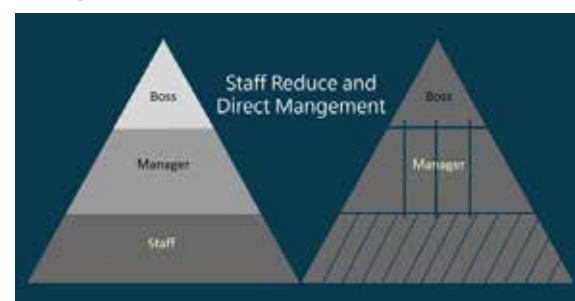 Staff Reduce and
Direct Mangement
Boss
Manager
Staff
Boss
Manager